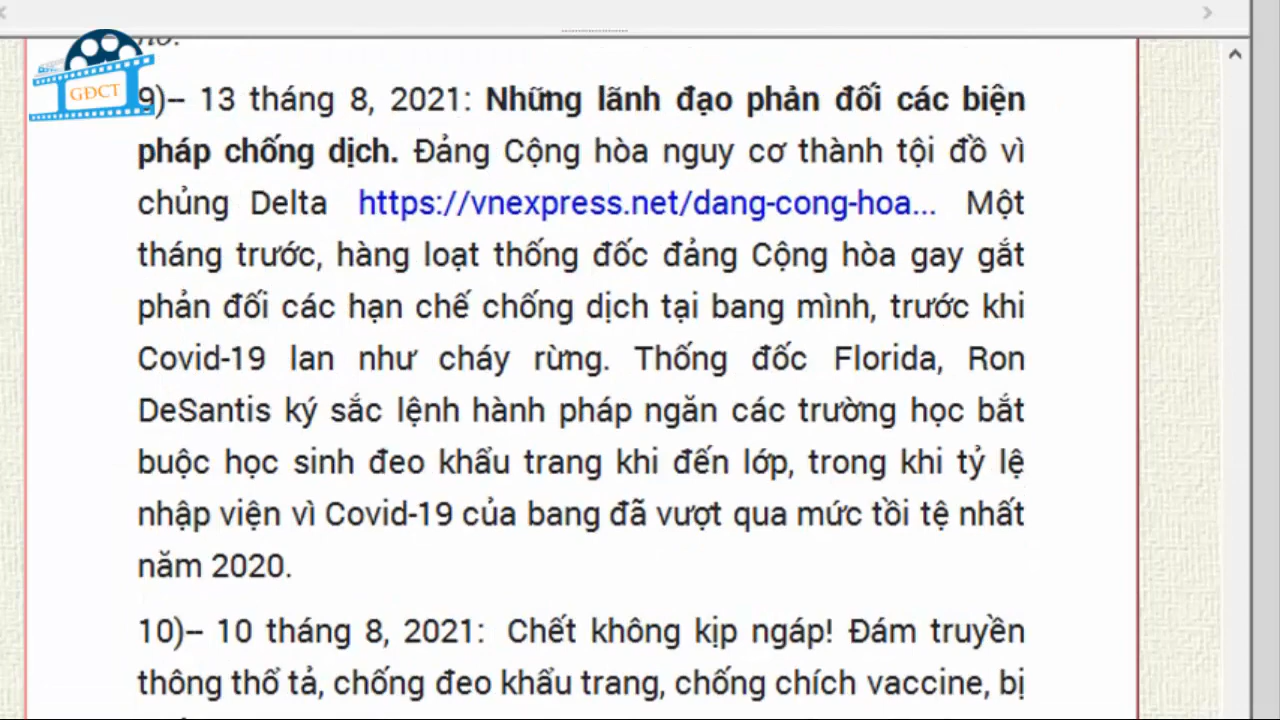 nó.
GĐCT
9)– 13 tháng 8, 2021: Những lãnh đạo phản đối các biện
pháp chống dịch. Đảng Cộng hòa nguy cơ thành tội đồ vì
chủng Delta https://vnexpress.net/dang-cong-hoa... Một
tháng trước, hàng loạt thống đốc đảng Cộng hòa gay gắt
phản đối các hạn chế chống dịch tại bang mình, trước khi
Covid-19 lan như cháy rừng. Thống đốc Florida, Ron
DeSantis ký sắc lệnh hành pháp ngăn các trường học bắt
buộc học sinh đeo khẩu trang khi đến lớp, trong khi tỷ lệ
nhập viện vì Covid-19 của bang đã vượt qua mức tồi tệ nhất
năm 2020.
10)– 10 tháng 8, 2021: Chết không kịp ngáp! Đám truyền
thông thổ tả, chống đeo khẩu trang, chống chích vaccine, bị